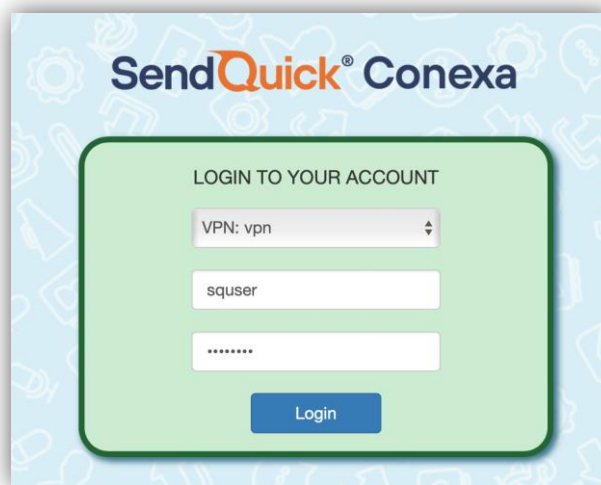 SendQuick® Conexa
LOGIN TO YOUR ACCOUNT
VPN: vpn
squser
••••••••
Login